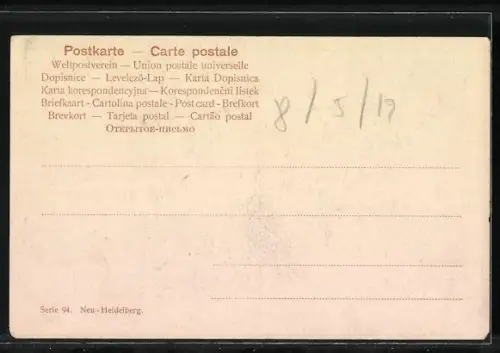 Postkarte — Carte postale
Weltpostverein — Union postale universelle
Dopisnice — Levelező-Lap — Karta Dopisnica
Karta korespondencyjna — Korespondenční lístek
Briefkaart - Cartolina postale - Post card - Brefkort
Brevkort — Tarjeta postal — Cartão postal
ОТКРЫТОЕ-ПИСЬМО
8/5/19
Serie 94. Neu-Heidelberg.